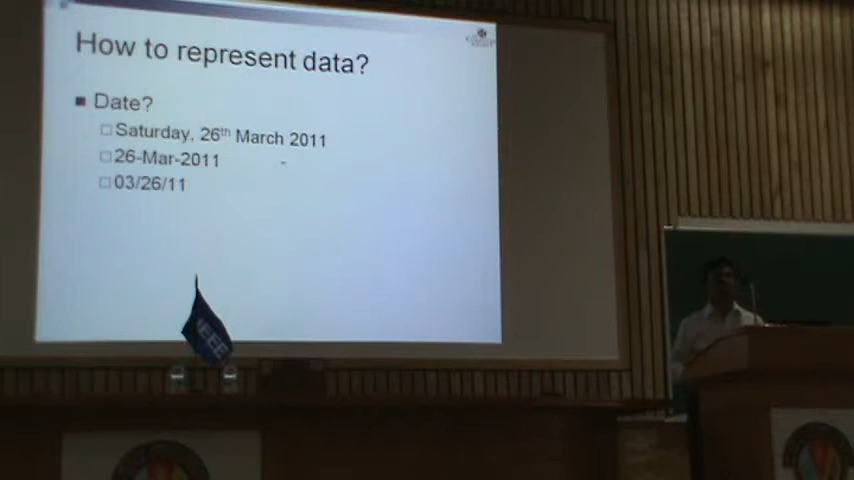 How to represent data?
Date?
Saturday, 26th March 2011
26-Mar-2011
03/26/11
IEEE